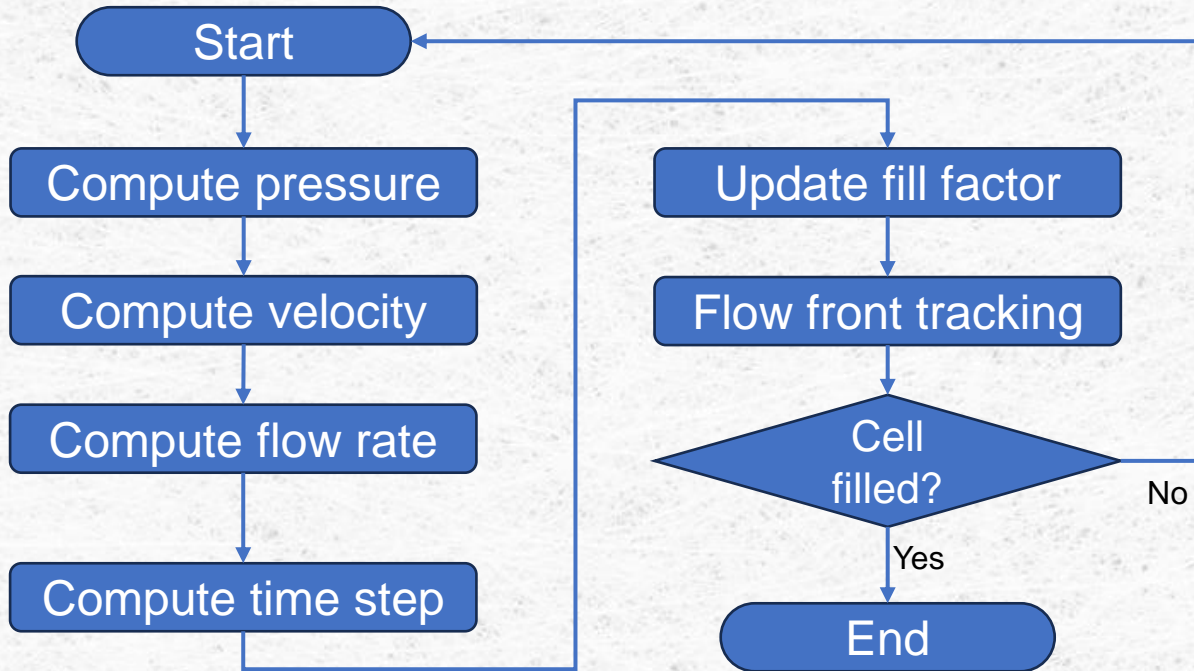 Start
Compute pressure
Compute velocity
Compute flow rate
Compute time step
Update fill factor
Flow front tracking
Cell
filled?
No
Yes
End